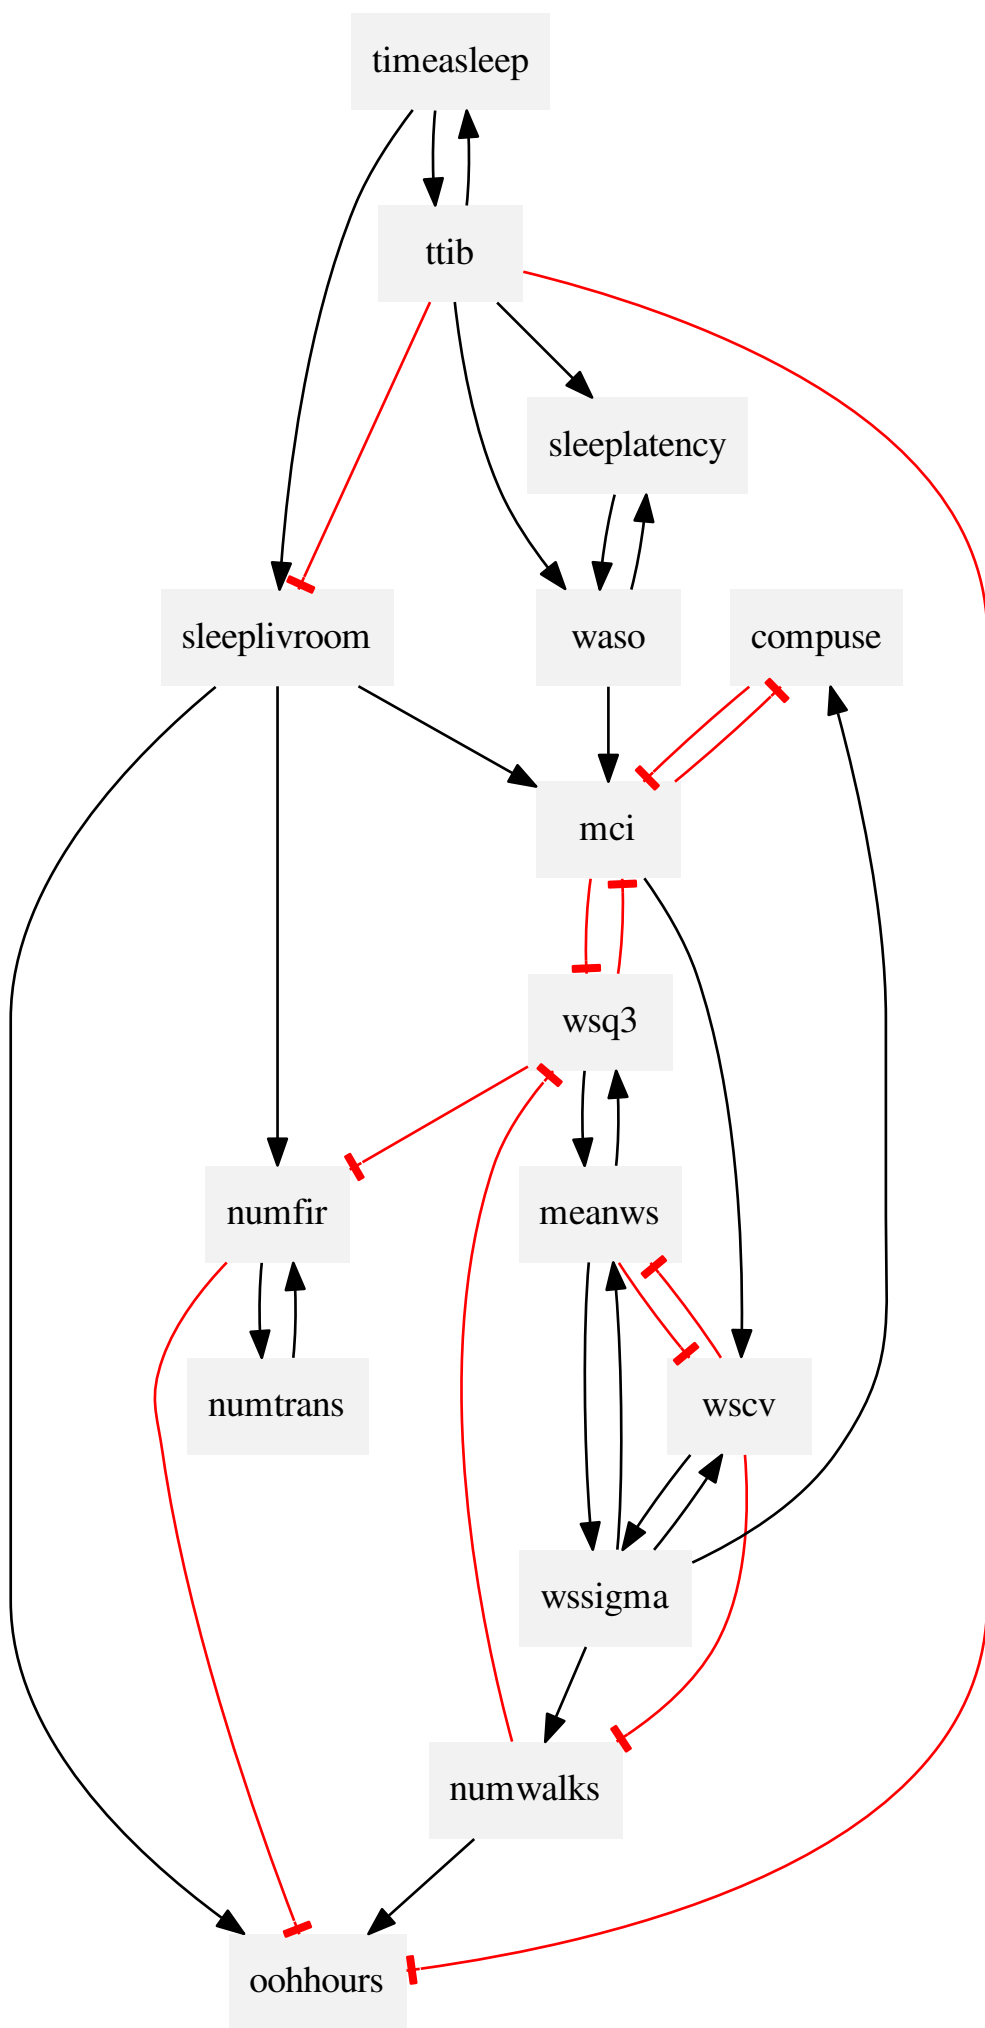 timeasleep
ttib
sleeplatency
sleeplivroom
waso
compuse
mci
wsq3
numfir
meanws
numtrans
wscv
wssigma
numwalks
oohhours